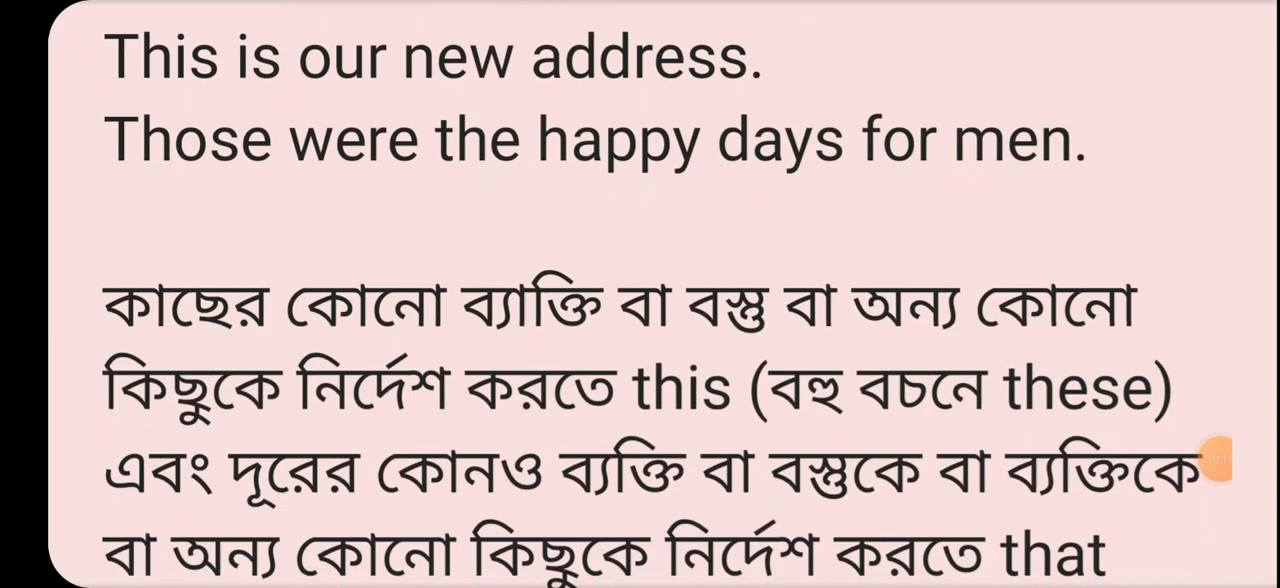 This is our new address.
Those were the happy days for men.
কাছের কোনো ব্যাক্তি বা বস্তু বা অন্য কোনো
কিছুকে নির্দেশ করতে this (বহু বচনে these)
এবং দূরের কোনও ব্যক্তি বা বস্তুকে বা ব্যক্তিকে
বা অন্য কোনো কিছুকে নির্দেশ করতে that